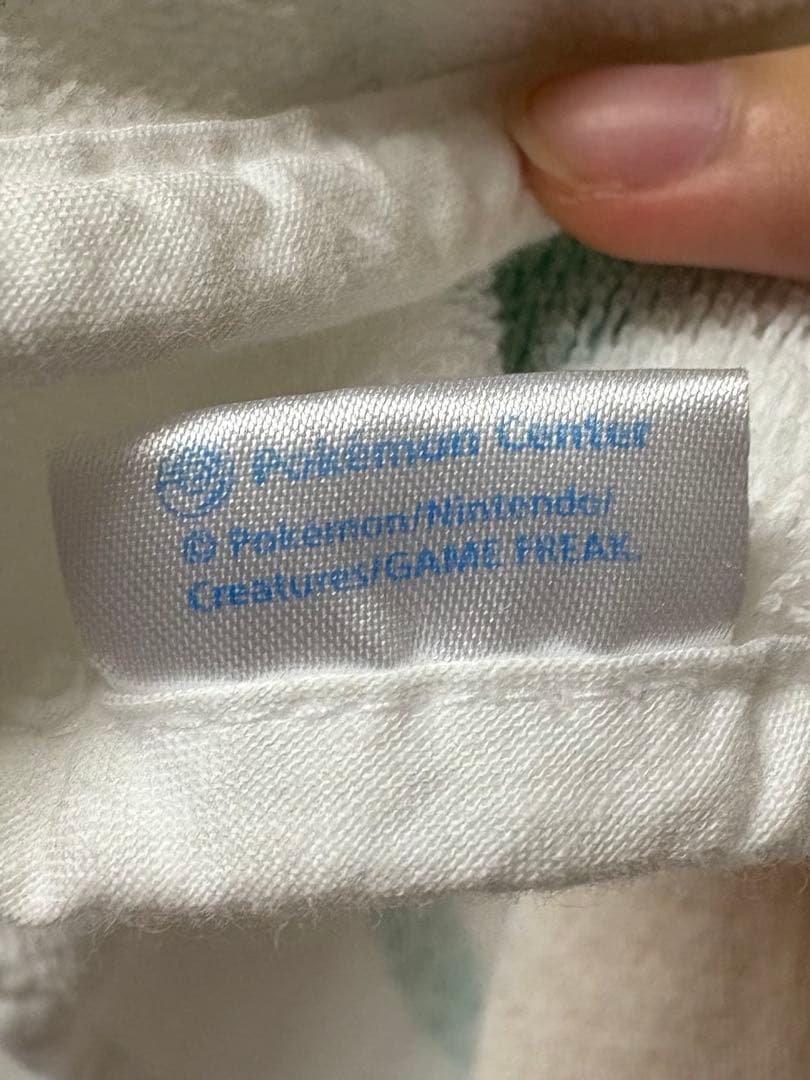 Pokémon Center
© Pokémon/Nintendo/
Creatures/GAME FREAK.